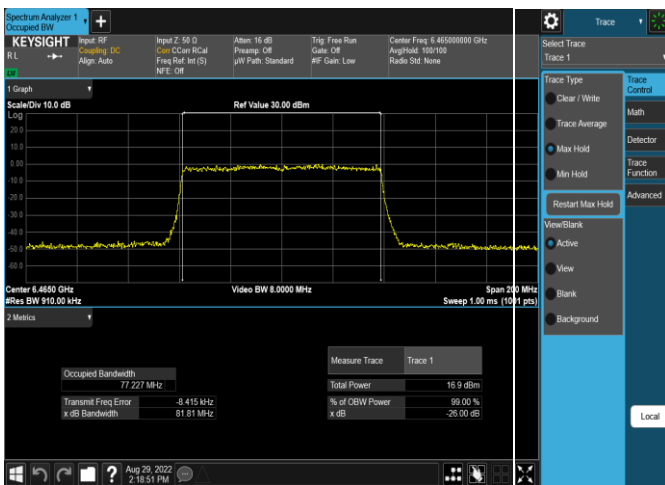 Spectrum Analyzer 1
Occupied BW
KEYSIGHT
R L
Input: RF
Coupling: DC
Align: Auto
Input Z: 50 Ω
Corr CCorr RCal
Freq Ref: Int (S)
NFE: Off
Atten: 16 dB
Preamp: Off
µW Path: Standard
Trig: Free Run
Gate: Off
#IF Gain: Low
Center Freq: 6.465000000 GHz
Avg|Hold: 100/100
Radio Std: None
1 Graph
Scale/Div 10.0 dB
Ref Value 30.00 dBm
Log
20.0
10.0
0.00
-10.0
-20.0
-30.0
-40.0
-50.0
-60.0
Center 6.4650 GHz
#Res BW 910.00 kHz
Video BW 8.0000 MHz
Span 200 MHz
Sweep 1.00 ms (1001 pts)
2 Metrics
Occupied Bandwidth
77.227 MHz
Transmit Freq Error -8.415 kHz
x dB Bandwidth 81.81 MHz
Measure Trace Trace 1
Total Power 16.9 dBm
% of OBW Power 99.00 %
x dB -26.00 dB
Aug 29, 2022
2:18:51 PM
Trace
Select Trace
Trace 1
Trace Type
Clear / Write
Trace Average
Max Hold
Min Hold
Restart Max Hold
View/Blank
Active
View
Blank
Background
Trace
Control
Math
Detector
Trace
Function
Advanced
Local